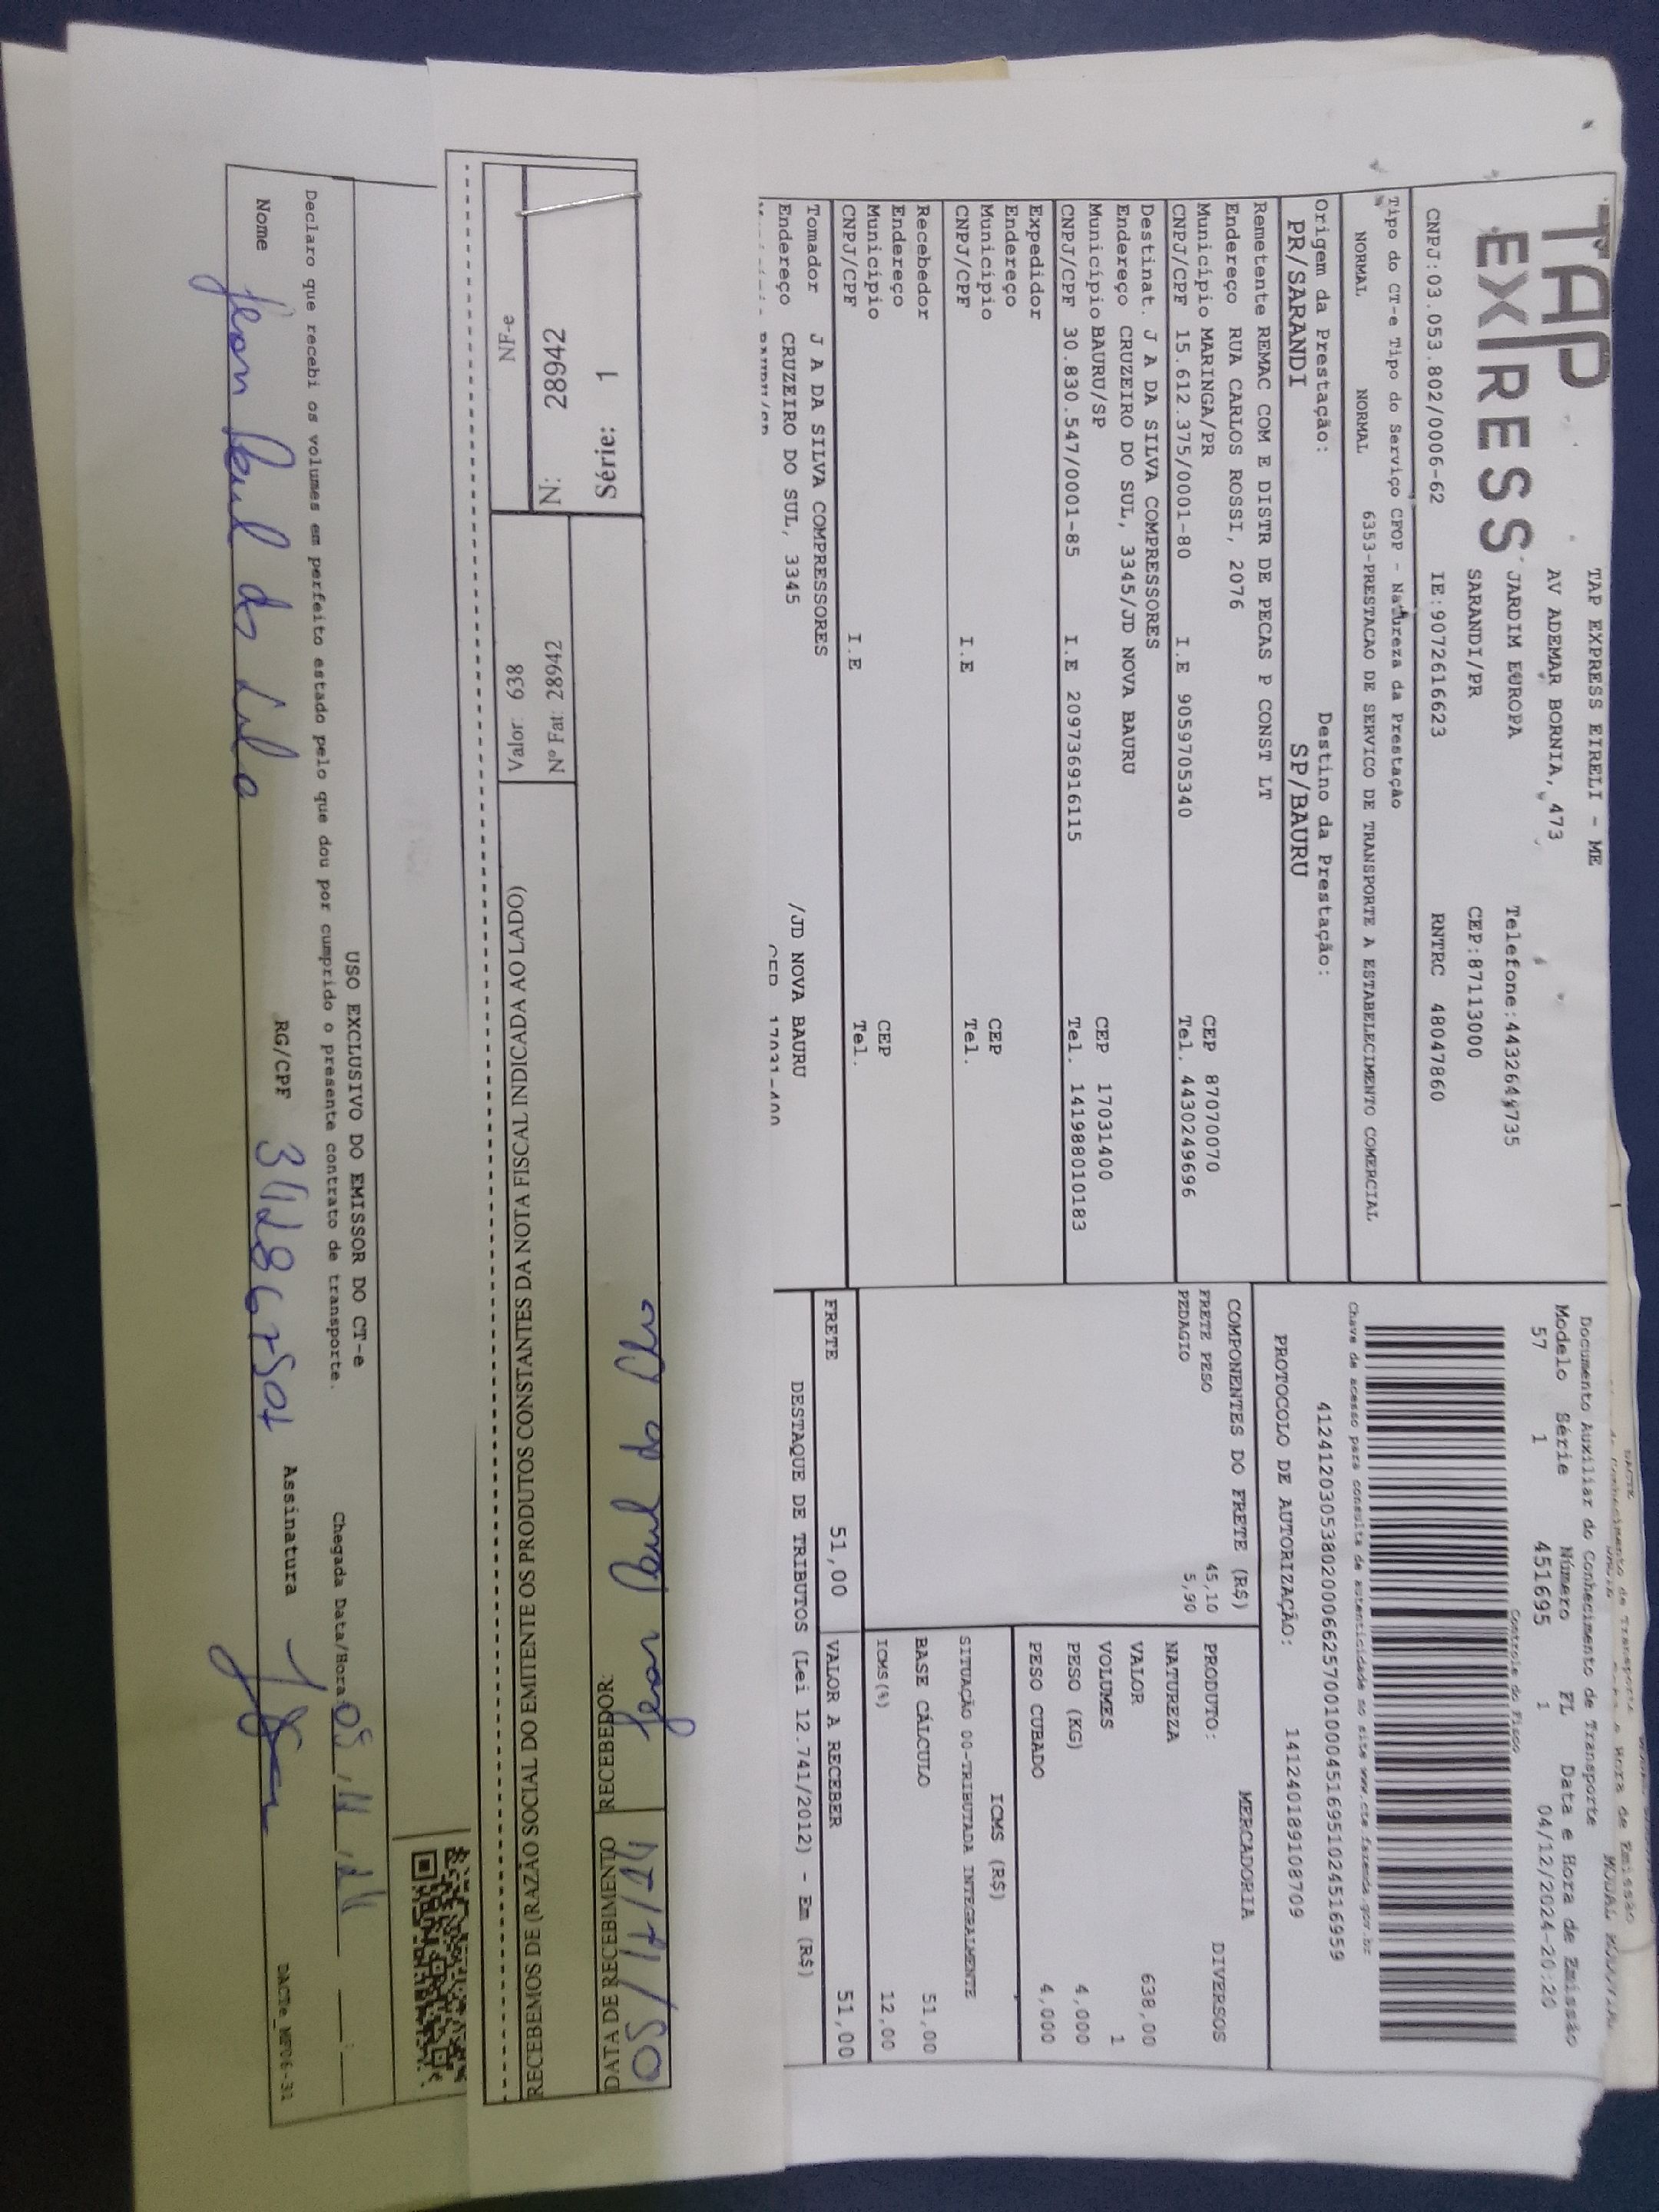 TAP
EXPRESS
TAP EXPRESS EIRELI - ME
AV ADEMAR BORNIA, 473
JARDIM EUROPA
Telefone:4432644735
SARANDI/PR
CEP:87113000
CNPJ:03.053.802/0006-62 IE:9072616623 RNTRC 48047860
Documento Auxiliar do Conhecimento de Transporte
Modelo Série Número FL Data e Hora de Emissão
57 1 451695 1 04/12/2024-20:20
Controle do Fisco
Chave de acesso para consulta de autenticidade no site www.cte.fazenda.gov.br
41241203053802000662570010004516951024516959
PROTOCOLO DE AUTORIZAÇÃO: 141240189108709
Tipo do CT-e Tipo do Serviço CFOP - Natureza da Prestação
NORMAL NORMAL 6353-PRESTACAO DE SERVICO DE TRANSPORTE A ESTABELECIMENTO COMERCIAL
Origem da Prestação: Destino da Prestação:
PR/SARANDI SP/BAURU
Remetente REMAC COM E DISTR DE PECAS P CONST LT
Endereço RUA CARLOS ROSSI, 2076
Município MARINGA/PR CEP 87070070
CNPJ/CPF 15.612.375/0001-80 I.E 9059705340 Tel. 4430249696
Destinat. J A DA SILVA COMPRESSORES
Endereço CRUZEIRO DO SUL, 3345/JD NOVA BAURU
Município BAURU/SP CEP 17031400
CNPJ/CPF 30.830.547/0001-85 I.E 209736916115 Tel. 141988010183
Expedidor
Endereço
Município CEP
CNPJ/CPF I.E Tel.
Recebedor
Endereço
Município CEP
CNPJ/CPF I.E Tel.
Tomador J A DA SILVA COMPRESSORES
Endereço CRUZEIRO DO SUL, 3345 /JD NOVA BAURU
COMPONENTES DO FRETE (R$)
FRETE PESO 45,10
PEDAGIO 5,90
MERCADORIA
PRODUTO: DIVERSOS
NATUREZA
VALOR 638,00
VOLUMES 1
PESO (KG) 4,000
PESO CUBADO 4,000
ICMS (R$)
SITUAÇÃO 00-TRIBUTADA INTEGRALMENTE
BASE CÁLCULO 51,00
ICMS(%) 12,00
FRETE 51,00 VALOR A RECEBER 51,00
DESTAQUE DE TRIBUTOS (Lei 12.741/2012) - Em (R$)
DATA DE RECEBIMENTO RECEBEDOR:
05/12/24
RECEBEMOS DE (RAZÃO SOCIAL DO EMITENTE OS PRODUTOS CONSTANTES DA NOTA FISCAL INDICADA AO LADO)
NF-e
N: 28942
Série: 1
Valor: 638
Nº Fat: 28942
USO EXCLUSIVO DO EMISSOR DO CT-e
Declaro que recebi os volumes em perfeito estado pelo que dou por cumprido o presente contrato de transporte.
Chegada Data/Hora
Nome RG/CPF Assinatura
DACTe_MF06-31